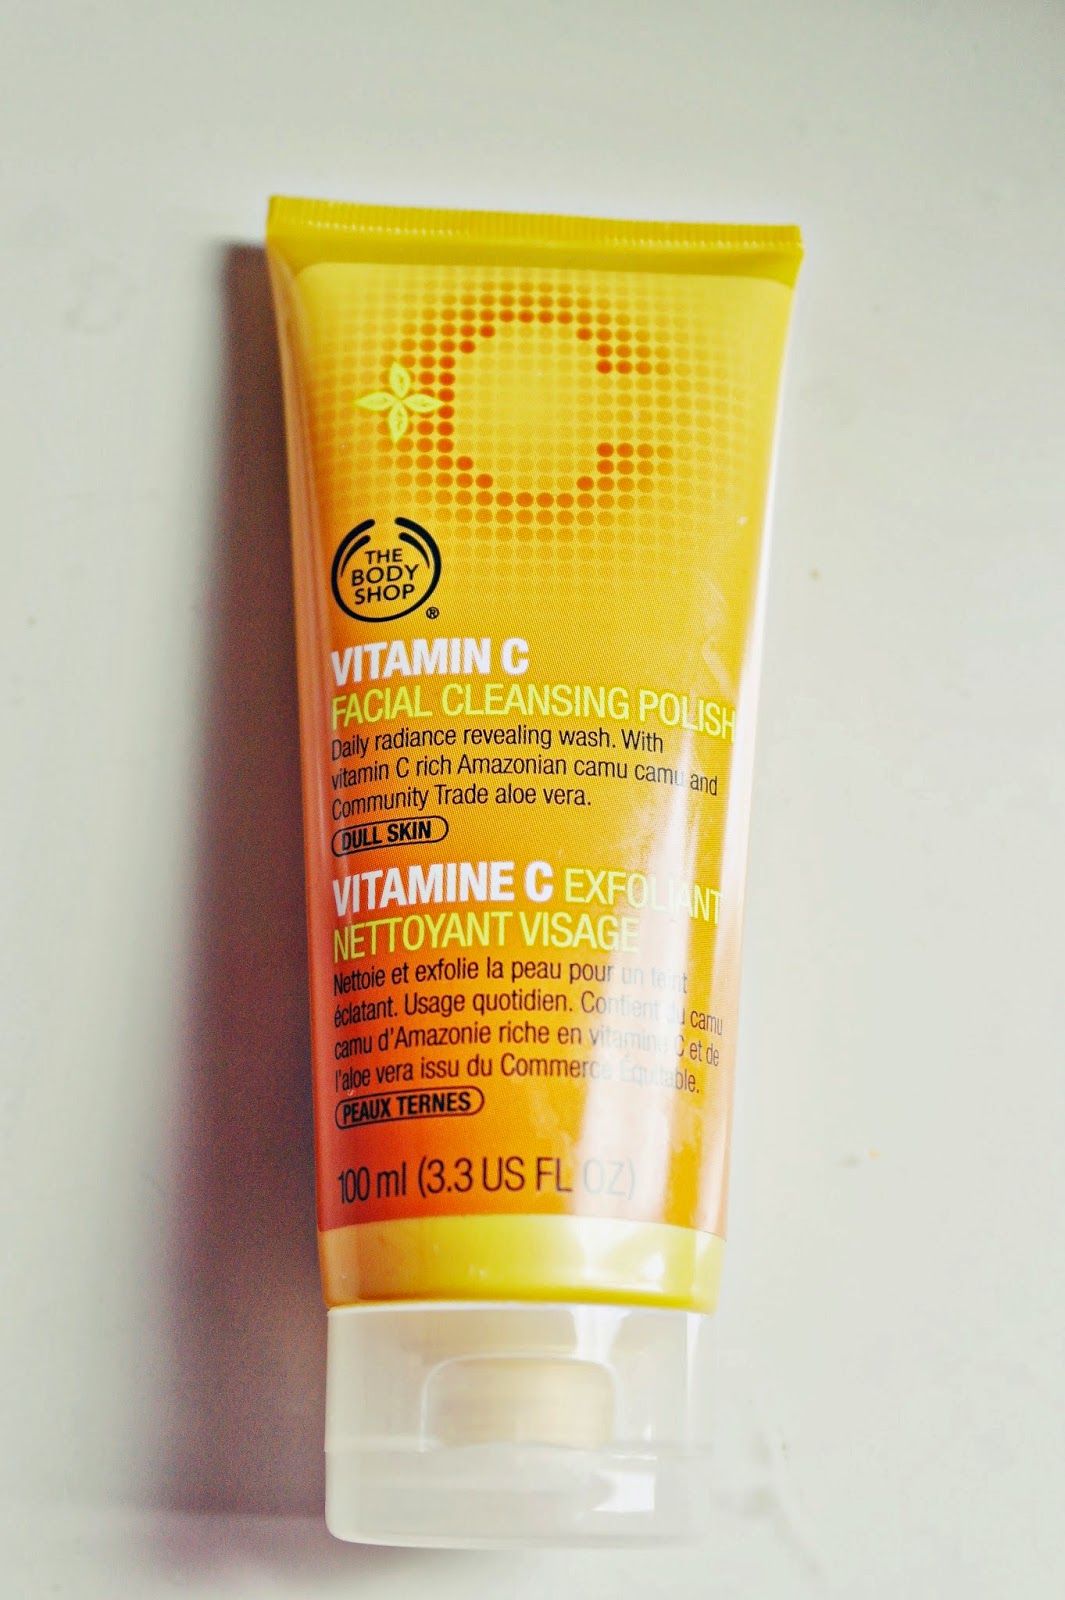 C
THE
BODY
SHOP
®
VITAMIN C
FACIAL CLEANSING POLISH
Daily radiance revealing wash. With
vitamin C rich Amazonian camu camu and
Community Trade aloe vera.
DULL SKIN
VITAMINE C EXFOLIANT
NETTOYANT VISAGE
Nettoie et exfolie la peau pour un teint
éclatant. Usage quotidien. Contient du camu
camu d'Amazonie riche en vitamine C et de
l'aloe vera issu du Commerce Équitable.
PEAUX TERNES
100 ml (3.3 US FL OZ)